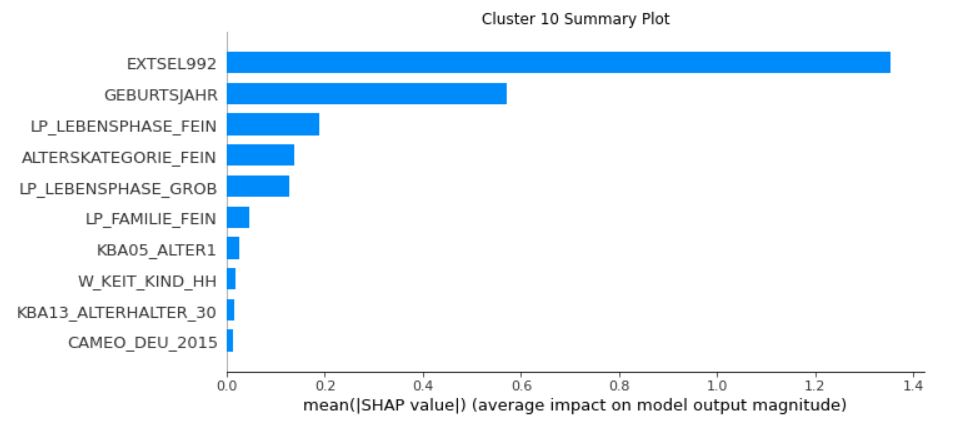 Cluster 10 Summary Plot
EXTSEL992
GEBURTSJAHR
LP_LEBENSPHASE_FEIN
ALTERSKATEGORIE_FEIN
LP_LEBENSPHASE_GROB
LP_FAMILIE_FEIN
KBA05_ALTER1
W_KEIT_KIND_HH
KBA13_ALTERHALTER_30
CAMEO_DEU_2015
0.0 0.2 0.4 0.6 0.8 1.0 1.2 1.4
mean(|SHAP value|) (average impact on model output magnitude)